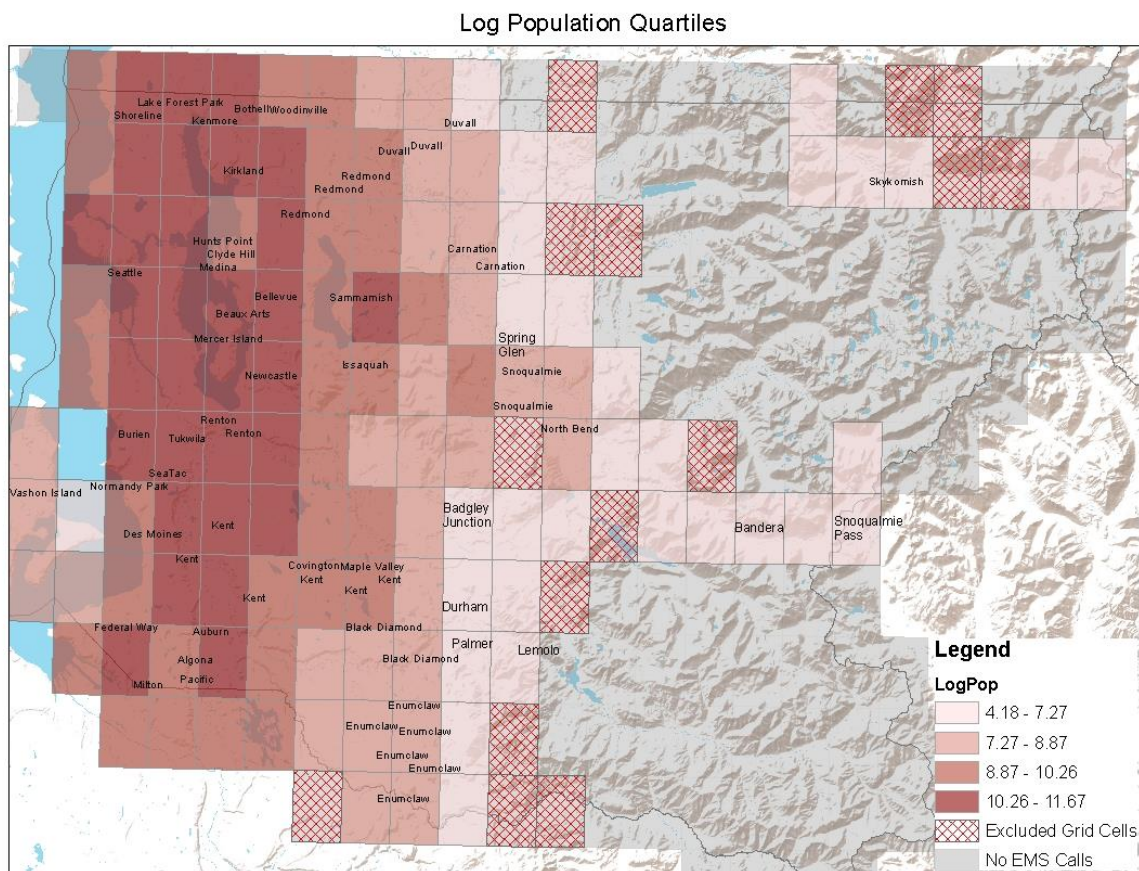 Log Population Quartiles
Lake Forest Park
Shoreline
Bothell
Woodinville
Kenmore
Duvall
Duvall
Duvall
Kirkland
Redmond
Redmond
Skykomish
Redmond
Hunts Point
Clyde Hill
Medina
Carnation
Carnation
Seattle
Bellevue
Sammamish
Beaux Arts
Mercer Island
Spring
Glen
Issaquah
Snoqualmie
Newcastle
Snoqualmie
Renton
Burien
Tukwila
Renton
North Bend
SeaTac
Normandy Park
Vashon Island
Badgley
Junction
Bandera
Snoqualmie
Pass
Kent
Des Moines
Kent
Covington
Maple Valley
Kent
Kent
Kent
Kent
Durham
Federal Way
Auburn
Black Diamond
Palmer
Lemolo
Algona
Black Diamond
Pacific
Milton
Enumclaw
Enumclaw
Enumclaw
Enumclaw
Enumclaw
Enumclaw
Legend
LogPop
4.18 - 7.27
7.27 - 8.87
8.87 - 10.26
10.26 - 11.67
Excluded Grid Cells
No EMS Calls